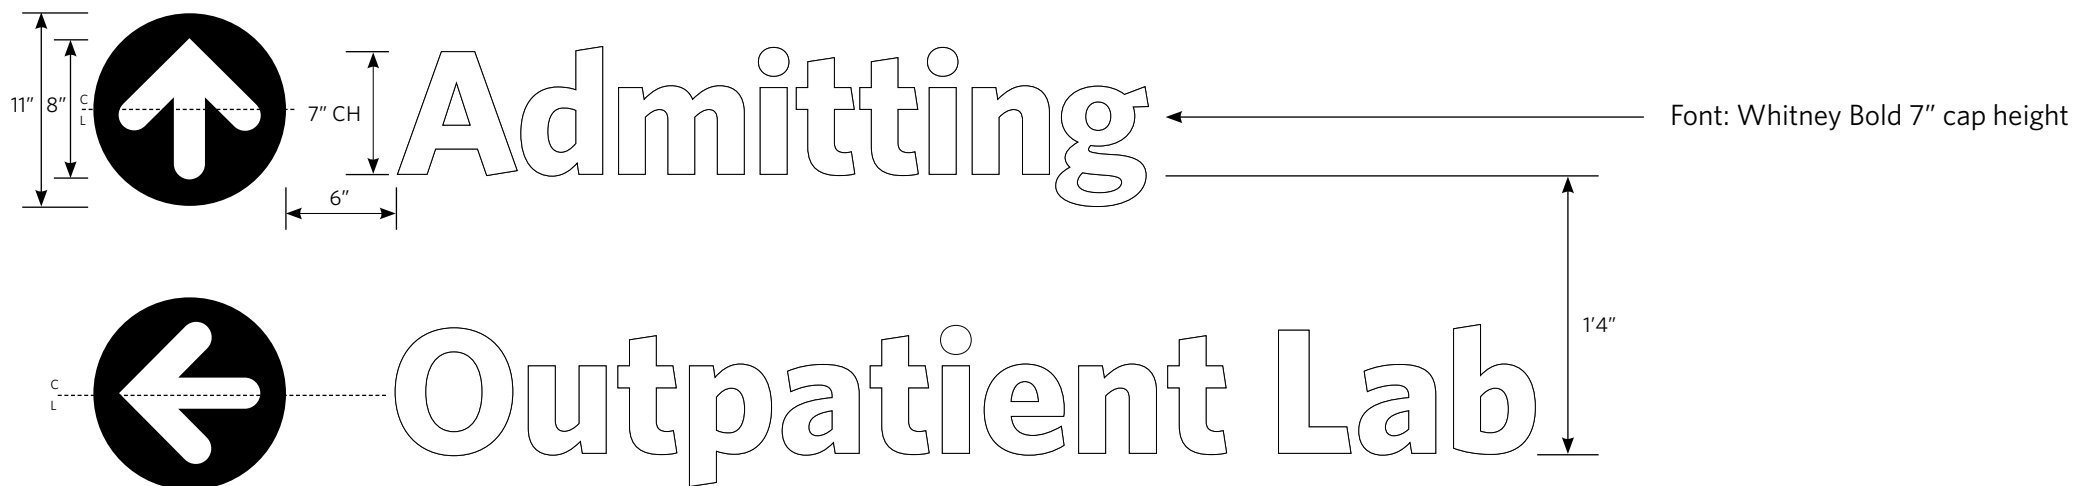 11”
8”
C
L
7” CH
Admitting
Font: Whitney Bold 7” cap height
6”
1’4”
C
L
Outpatient Lab